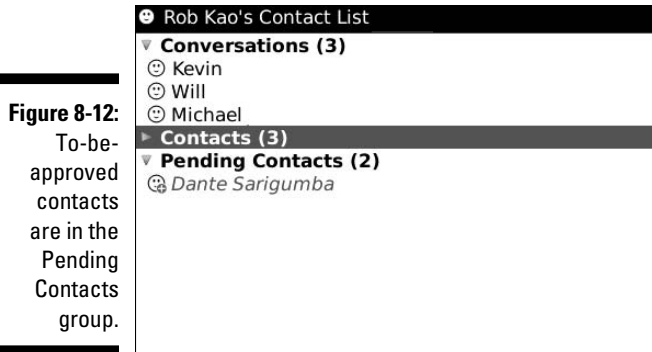 Rob Kao's Contact List
Conversations (3)
Kevin
Will
Michael
Contacts (3)
Pending Contacts (2)
Dante Sarigumba
Figure 8-12:
To-be-
approved
contacts
are in the
Pending
Contacts
group.